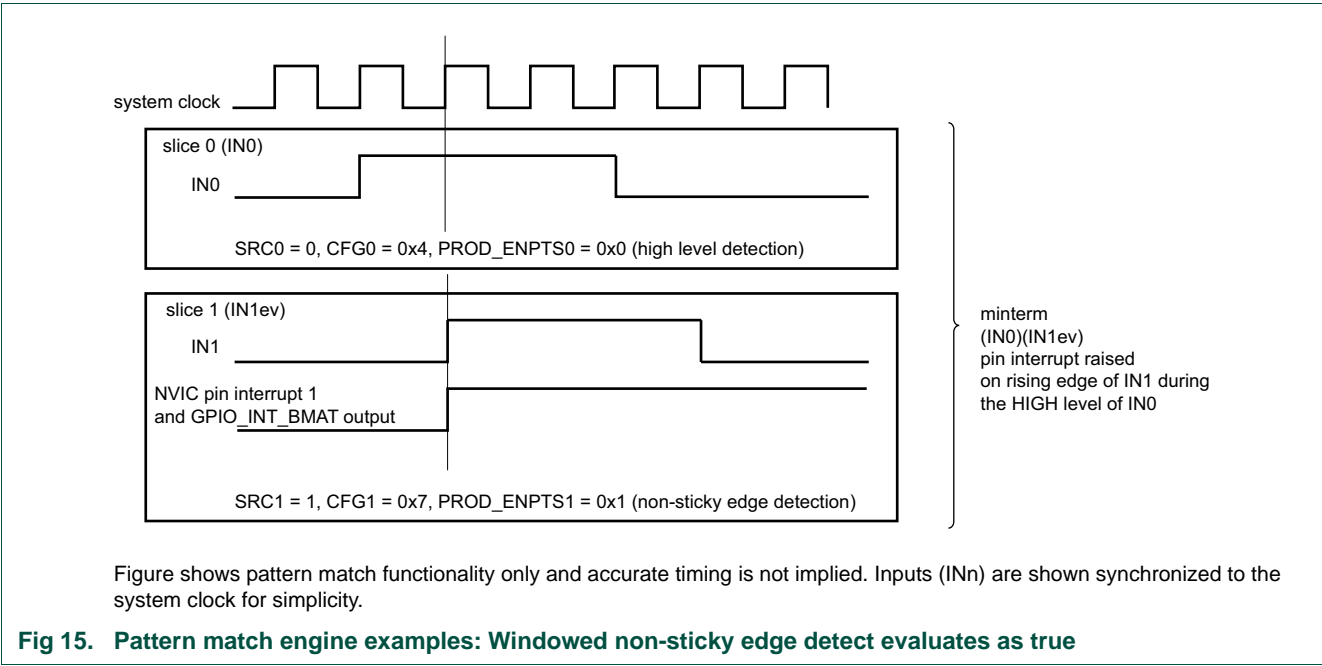 system clock
slice 0 (IN0)
IN0
SRC0 = 0, CFG0 = 0x4, PROD_ENPTS0 = 0x0 (high level detection)
slice 1 (IN1ev)
IN1
NVIC pin interrupt 1
and GPIO_INT_BMAT output
SRC1 = 1, CFG1 = 0x7, PROD_ENPTS1 = 0x1 (non-sticky edge detection)
minterm
(IN0)(IN1ev)
pin interrupt raised
on rising edge of IN1 during
the HIGH level of IN0
Figure shows pattern match functionality only and accurate timing is not implied. Inputs (INn) are shown synchronized to the
system clock for simplicity.
Fig 15. Pattern match engine examples: Windowed non-sticky edge detect evaluates as true